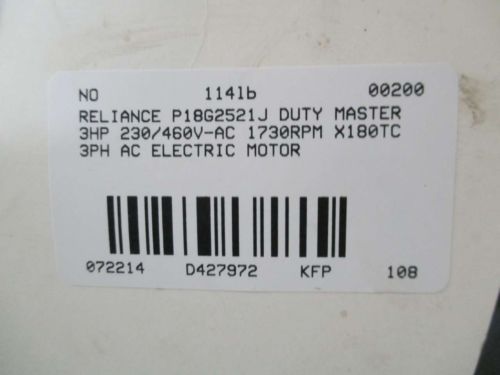 NO 114lb 00200
RELIANCE P18G2521J DUTY MASTER
3HP 230/460V-AC 1730RPM X180TC
3PH AC ELECTRIC MOTOR
072214 D427972 KFP 108